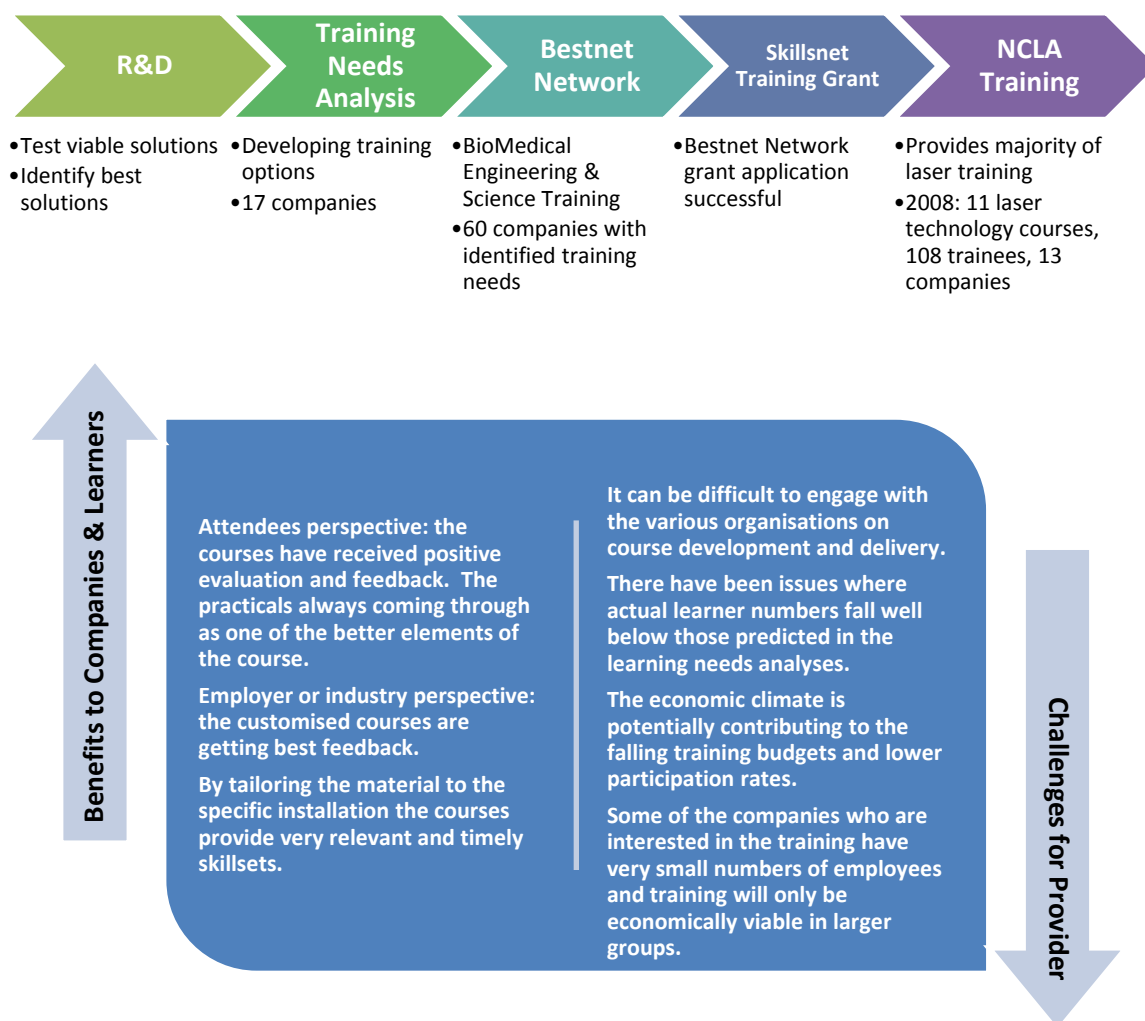 R&D
Training
Needs
Analysis
Bestnet
Network
Skillsnet
Training Grant
NCLA
Training
•Test viable solutions
•Identify best
solutions
•Developing training
options
•17 companies
•BioMedical
Engineering &
Science Training
•60 companies with
identified training
needs
•Bestnet Network
grant application
successful
•Provides majority of
laser training
•2008: 11 laser
technology courses,
108 trainees, 13
companies
Benefits to Companies & Learners
Attendees perspective: the
courses have received positive
evaluation and feedback.  The
practicals always coming through
as one of the better elements of
the course.
Employer or industry perspective:
the customised courses are
getting best feedback.
By tailoring the material to the
specific installation the courses
provide very relevant and timely
skillsets.
It can be difficult to engage with
the various organisations on
course development and delivery.
There have been issues where
actual learner numbers fall well
below those predicted in the
learning needs analyses.
The economic climate is
potentially contributing to the
falling training budgets and lower
participation rates.
Some of the companies who are
interested in the training have
very small numbers of employees
and training will only be
economically viable in larger
groups.
Challenges for Provider